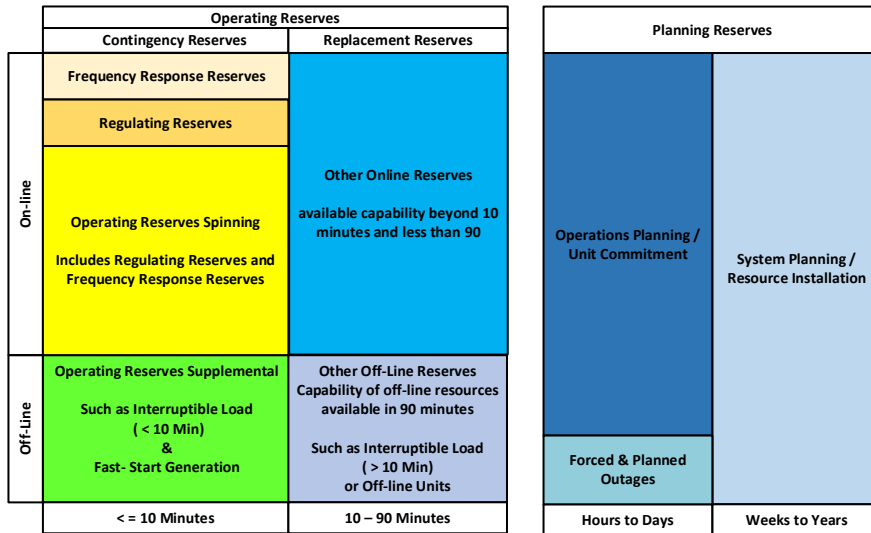 Operating Reserves
Contingency Reserves
Replacement Reserves
On-line
Frequency Response Reserves
Regulating Reserves
Operating Reserves Spinning
Includes Regulating Reserves and
Frequency Response Reserves
Other Online Reserves
available capability beyond 10
minutes and less than 90
Off-Line
Operating Reserves Supplemental
Such as Interruptible Load
( < 10 Min)
&
Fast- Start Generation
Other Off-Line Reserves
Capability of off-line resources
available in 90 minutes
Such as Interruptible Load
( > 10 Min)
or Off-line Units
< = 10 Minutes
10 – 90 Minutes
Planning Reserves
Operations Planning /
Unit Commitment
System Planning /
Resource Installation
Forced & Planned
Outages
Hours to Days
Weeks to Years